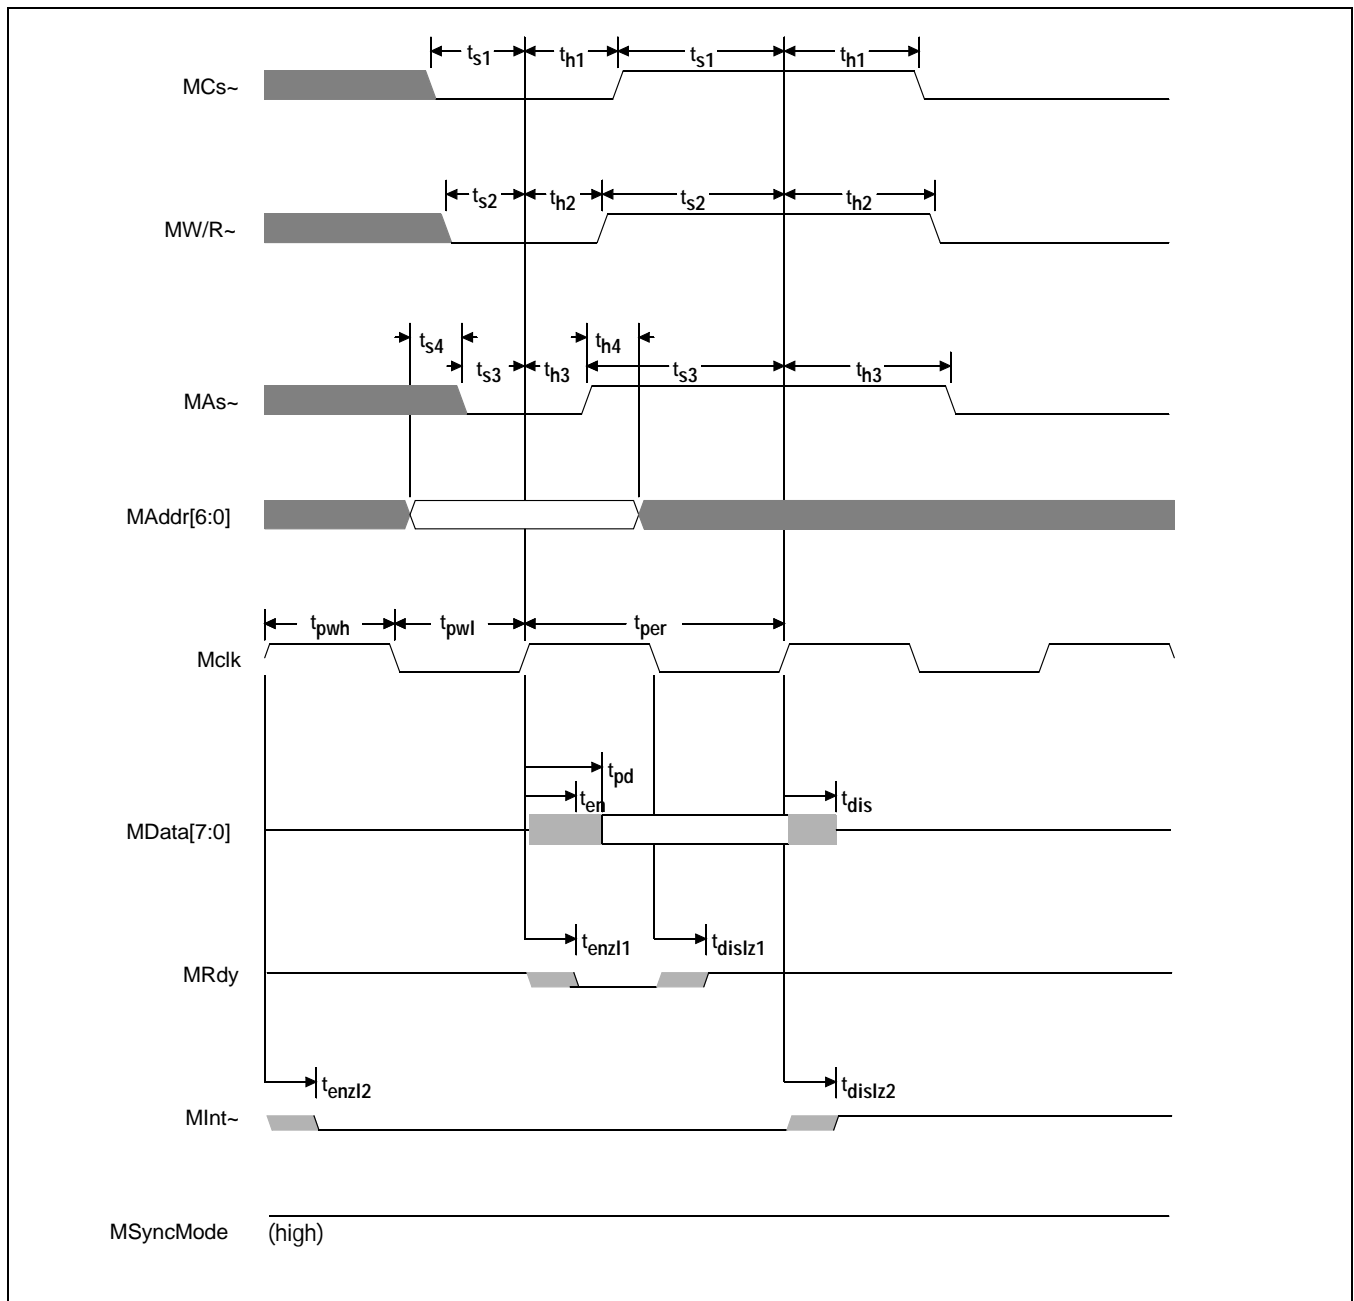 ts1 th1 ts1 th1
MCs~
ts2 th2 ts2 th2
MW/R~
ts4 th4
ts3 th3 ts3 th3
MAs~
MAddr[6:0]
tpwh tpwl tper
Mclk
tpd
ten tdis
MData[7:0]
tenzl1 tdislz1
MRdy
tenzl2 tdislz2
MInt~
MSyncMode (high)